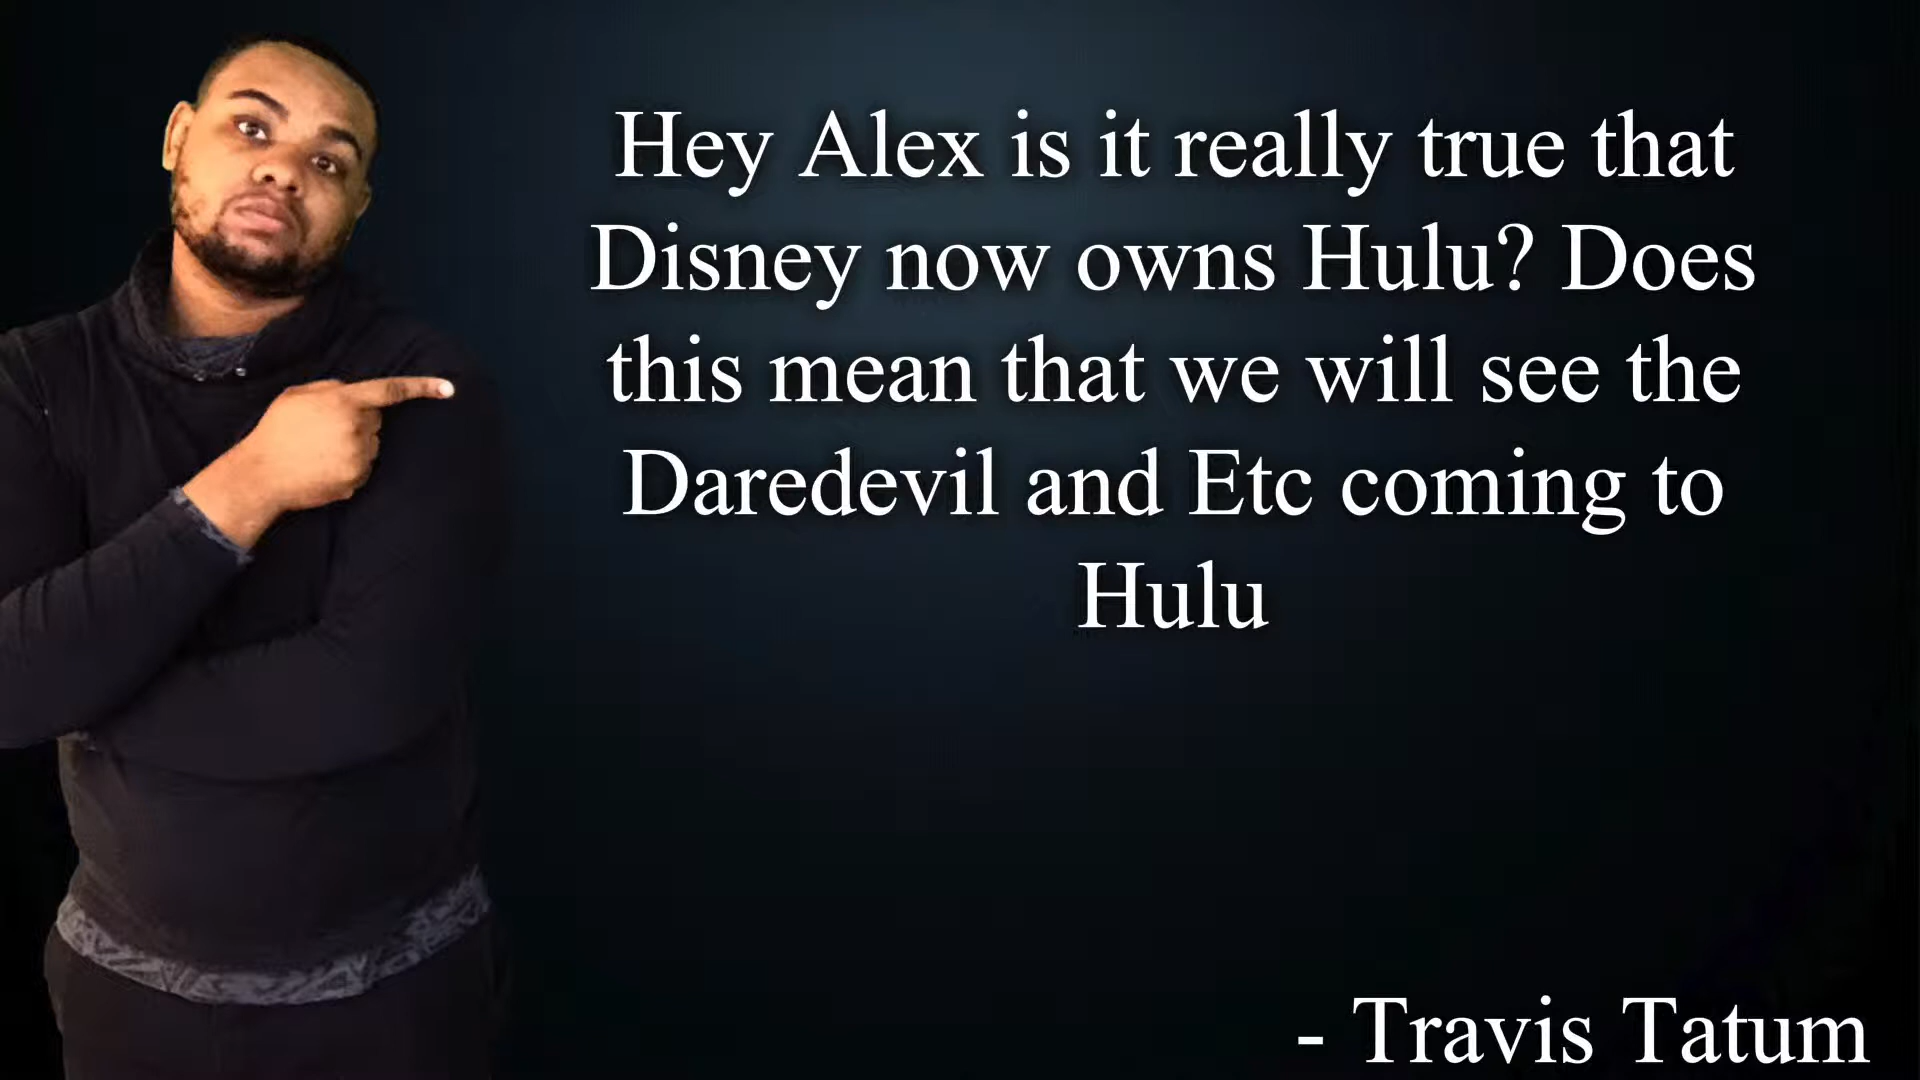 Hey Alex is it really true that
Disney now owns Hulu? Does
this mean that we will see the
Daredevil and Etc coming to
Hulu
- Travis Tatum